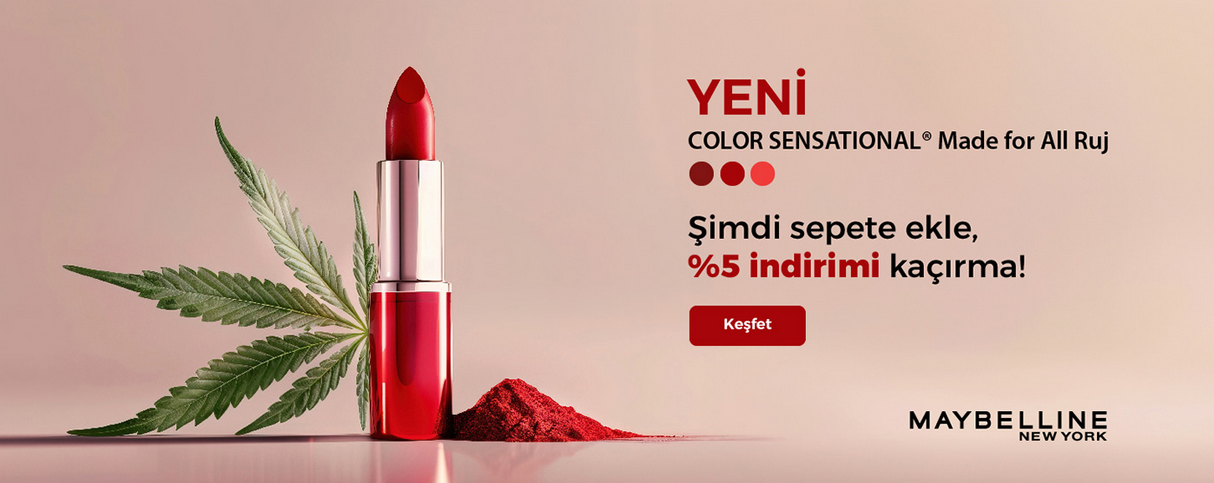 YENİ
COLOR SENSATIONAL® Made for All Ruj
Şimdi sepete ekle,
%5 indirimi kaçırma!
Keşfet
MAYBELLINE
NEW YORK